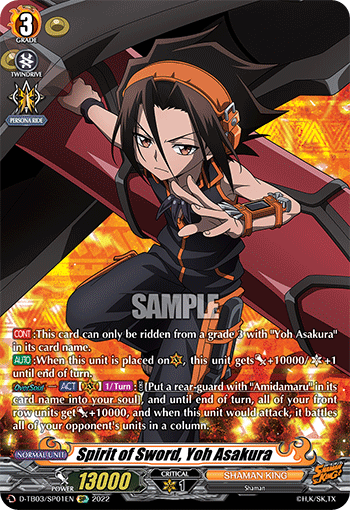 3
GRADE
TWINDRIVE
PERSONA RIDE
SAMPLE
CONT :This card can only be ridden from a grade 3 with "Yoh Asakura"
in its card name.
AUTO :When this unit is placed on , this unit gets +10000/ +1
until end of turn.
OverSoul — ACT 1/Turn : Put a rear-guard with "Amidamaru" in its
card name into your soul , and until end of turn, all of your front
row units get +10000, and when this unit would attack, it battles
all of your opponent's units in a column.
NORMAL UNIT Spirit of Sword, Yoh Asakura
POWER 13000 CRITICAL 1 SHAMAN KING
Shaman
SHAMAN KING
D-TB03/SP01EN SP 2022 ©H,K/SK,TX